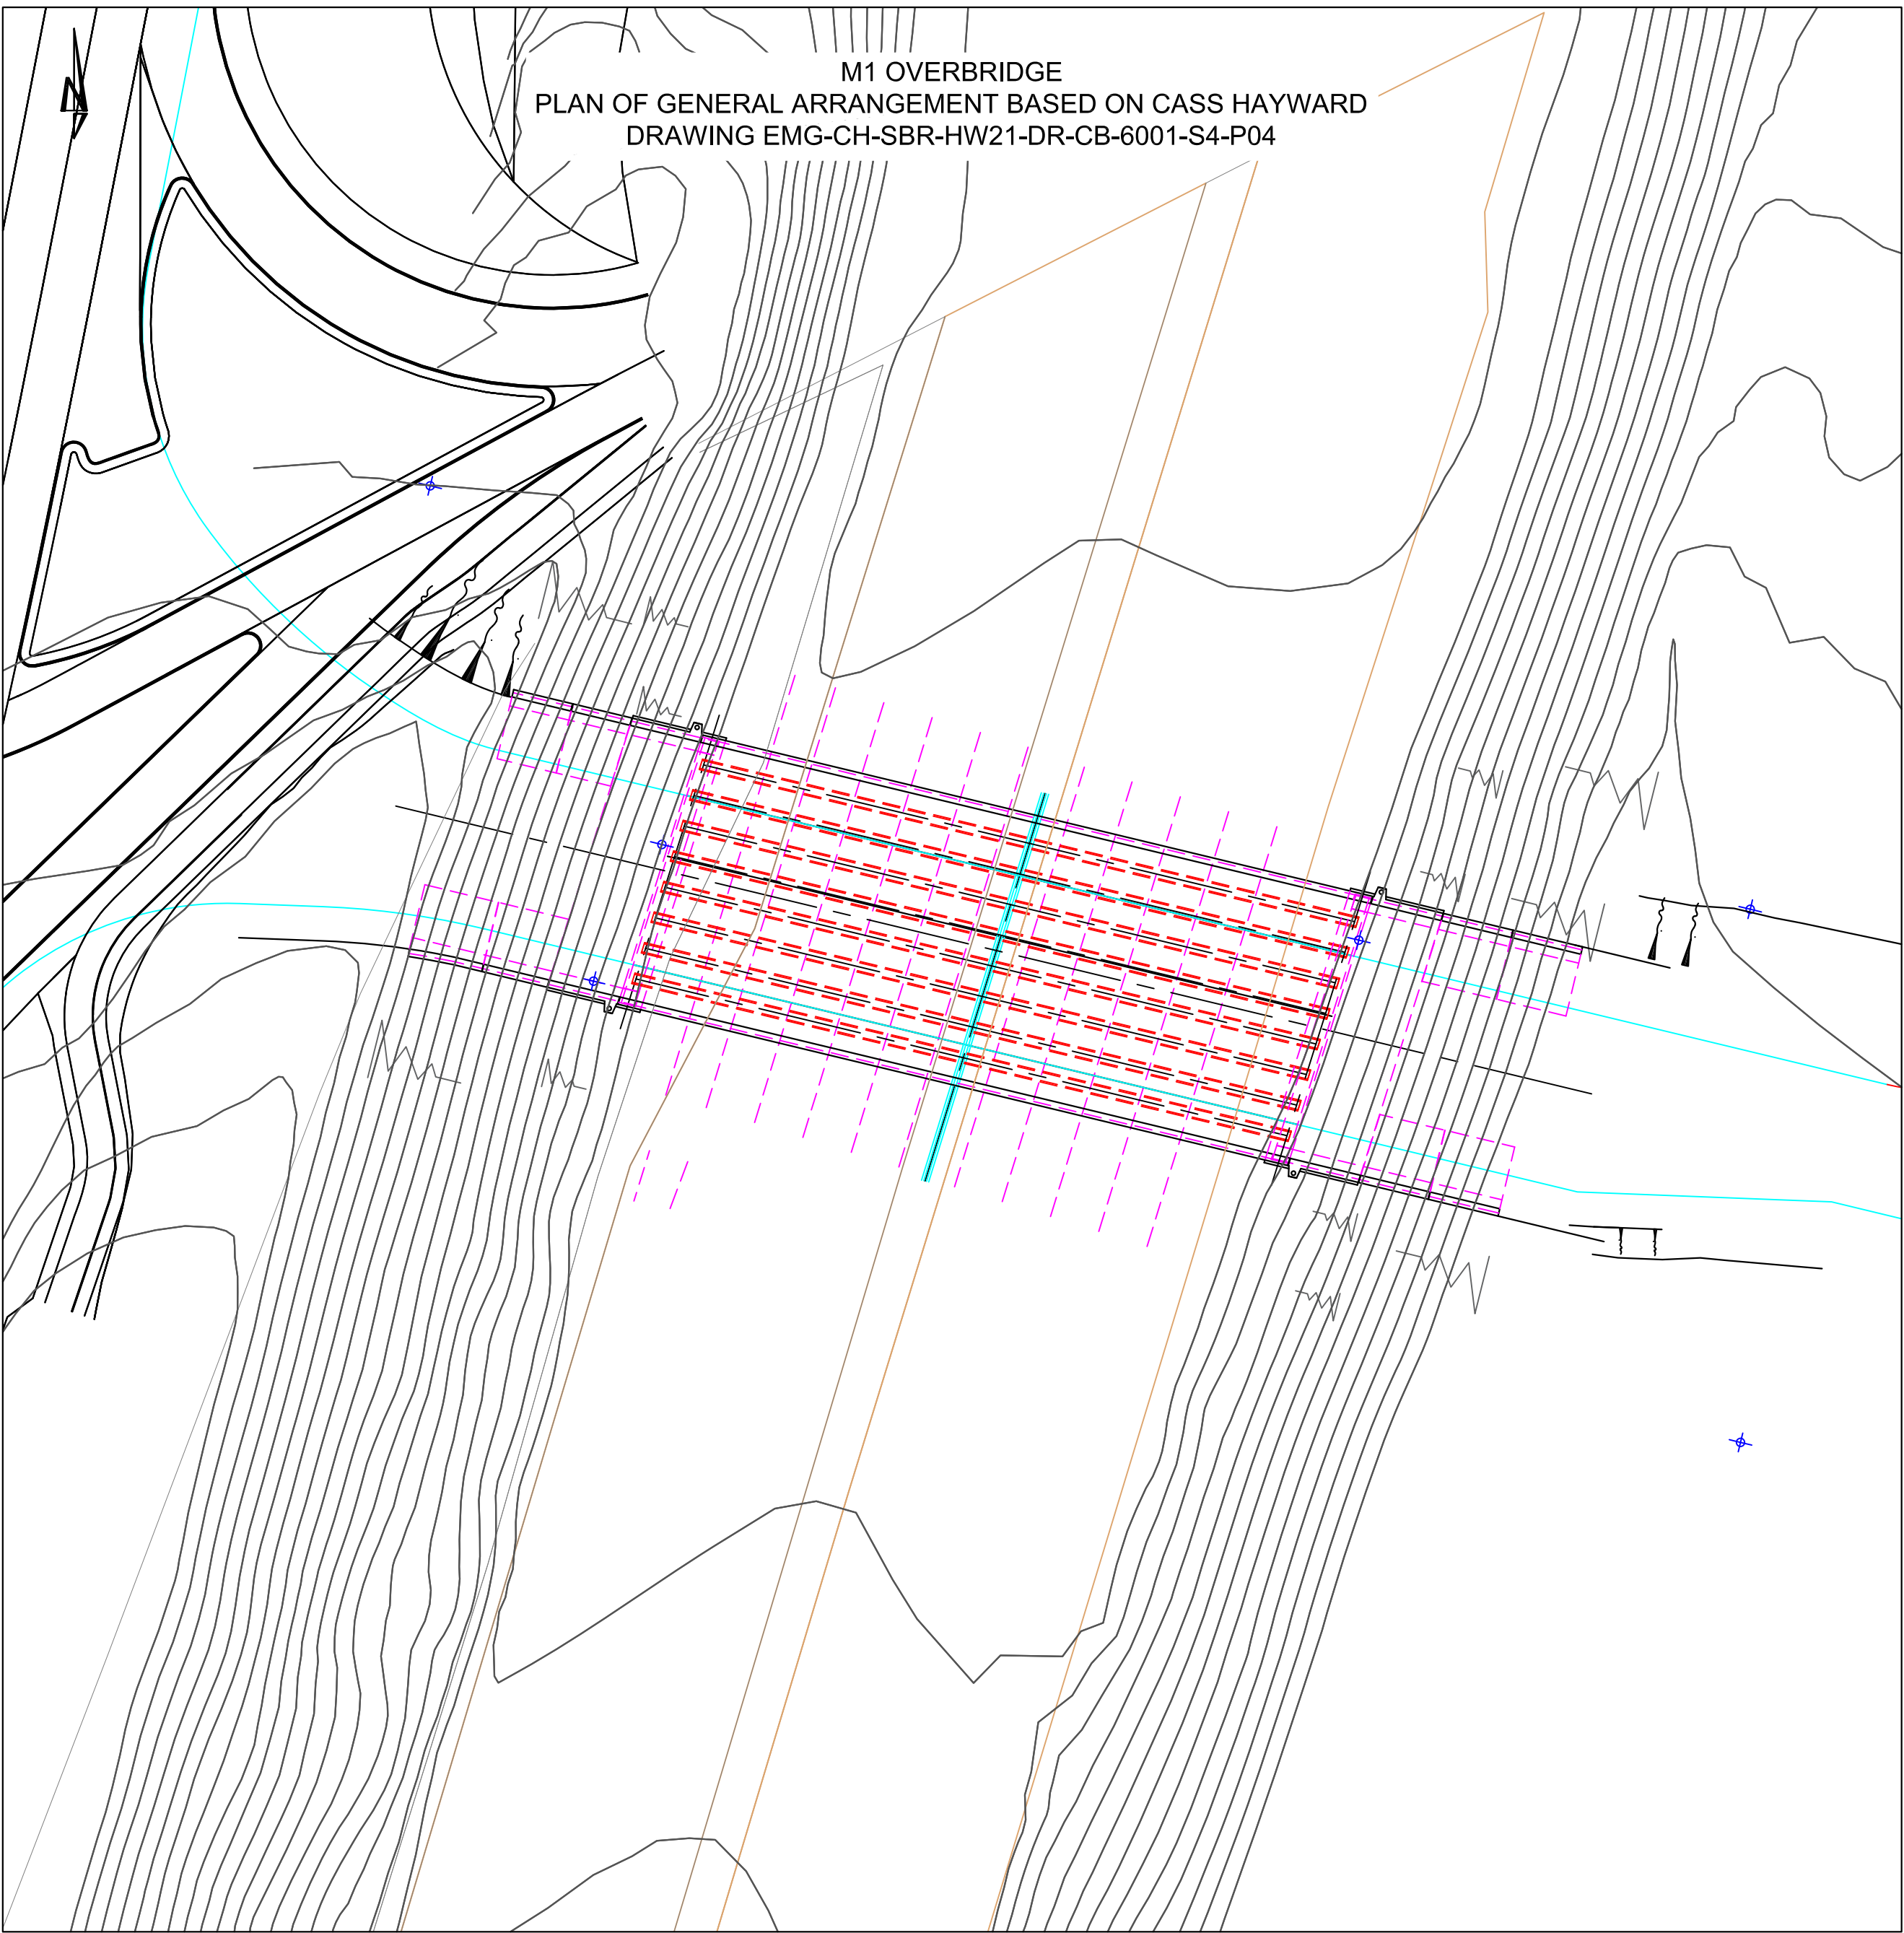 M1 OVERBRIDGE
PLAN OF GENERAL ARRANGEMENT BASED ON CASS HAYWARD
DRAWING EMG-CH-SBR-HW21-DR-CB-6001-S4-P04
N